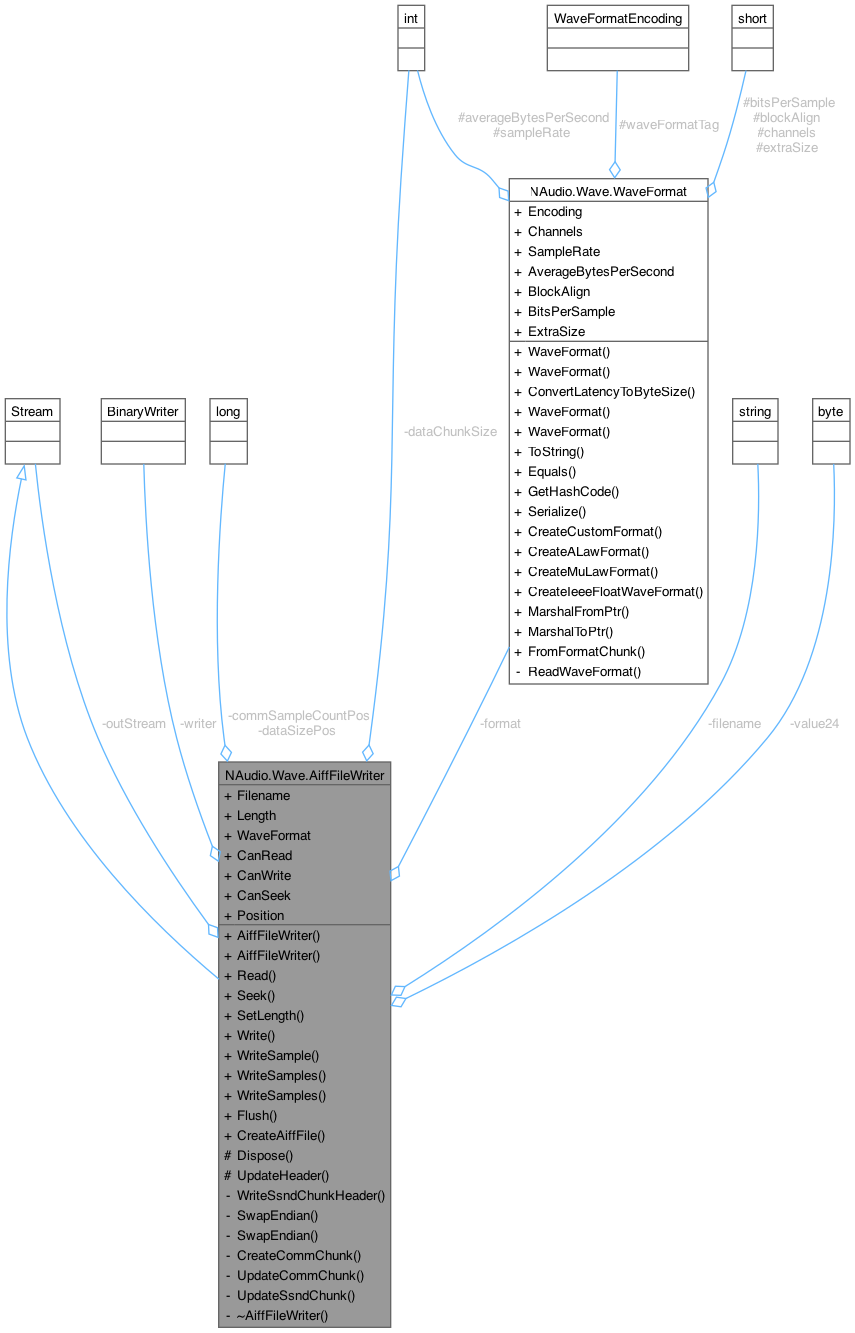 int
WaveFormatEncoding
short
#averageBytesPerSecond
#sampleRate
#waveFormatTag
#bitsPerSample
#blockAlign
#channels
#extraSize
NAudio.Wave.WaveFormat
+ Encoding
+ Channels
+ SampleRate
+ AverageBytesPerSecond
+ BlockAlign
+ BitsPerSample
+ ExtraSize
+ WaveFormat()
+ WaveFormat()
+ ConvertLatencyToByteSize()
+ WaveFormat()
+ WaveFormat()
+ ToString()
+ Equals()
+ GetHashCode()
+ Serialize()
+ CreateCustomFormat()
+ CreateALawFormat()
+ CreateMuLawFormat()
+ CreateIeeeFloatWaveFormat()
+ MarshalFromPtr()
+ MarshalToPtr()
+ FromFormatChunk()
- ReadWaveFormat()
Stream
BinaryWriter
long
-dataChunkSize
string
byte
-outStream
-writer
-commSampleCountPos
-dataSizePos
-format
-filename
-value24
NAudio.Wave.AiffFileWriter
+ Filename
+ Length
+ WaveFormat
+ CanRead
+ CanWrite
+ CanSeek
+ Position
+ AiffFileWriter()
+ AiffFileWriter()
+ Read()
+ Seek()
+ SetLength()
+ Write()
+ WriteSample()
+ WriteSamples()
+ WriteSamples()
+ Flush()
+ CreateAiffFile()
# Dispose()
# UpdateHeader()
- WriteSsndChunkHeader()
- SwapEndian()
- SwapEndian()
- CreateCommChunk()
- UpdateCommChunk()
- UpdateSsndChunk()
- ~AiffFileWriter()